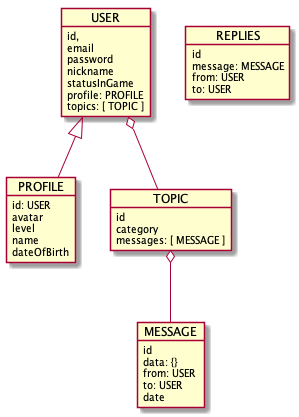 USER
id,
email
password
nickname
statusInGame
profile: PROFILE
topics: [ TOPIC ]
REPLIES
id
message: MESSAGE
from: USER
to: USER
PROFILE
id: USER
avatar
level
name
dateOfBirth
TOPIC
id
category
messages: [ MESSAGE ]
MESSAGE
id
data: {}
from: USER
to: USER
date